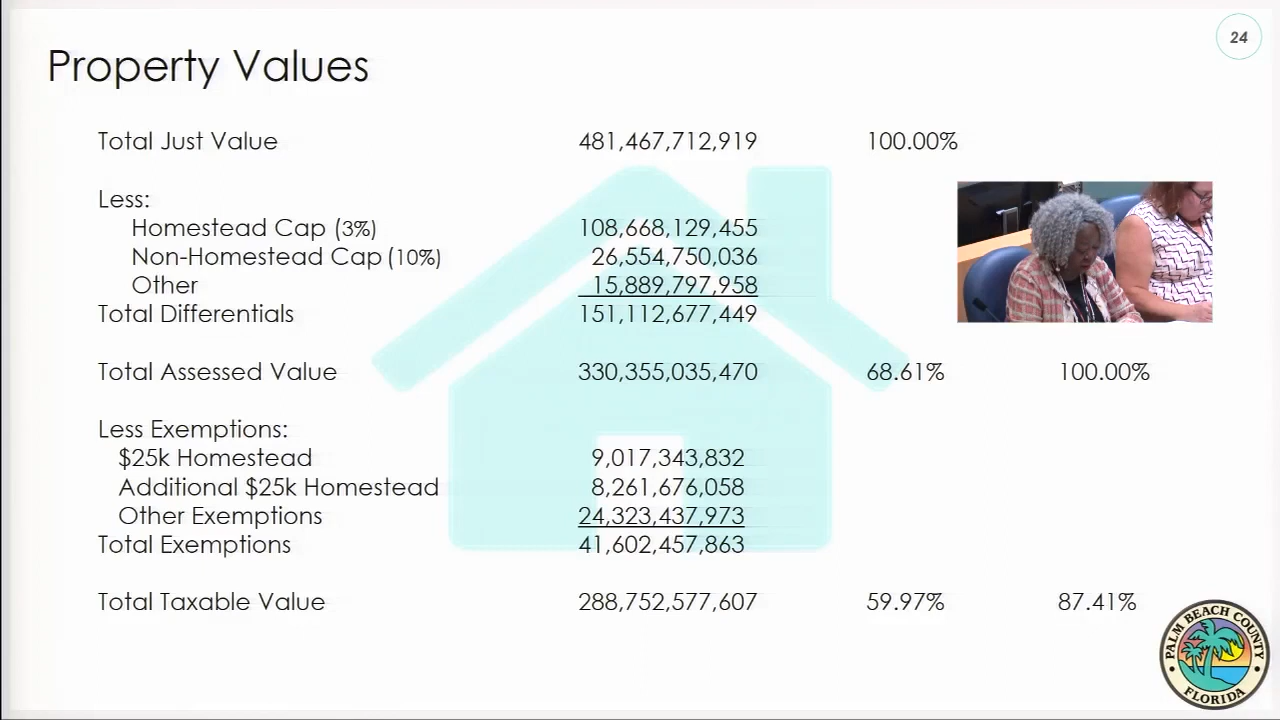 24
Property Values
Total Just Value 481,467,712,919 100.00%
Less:
Homestead Cap (3%) 108,668,129,455
Non-Homestead Cap (10%) 26,554,750,036
Other 15,889,797,958
Total Differentials 151,112,677,449
Total Assessed Value 330,355,035,470 68.61% 100.00%
Less Exemptions:
$25k Homestead 9,017,343,832
Additional $25k Homestead 8,261,676,058
Other Exemptions 24,323,437,973
Total Exemptions 41,602,457,863
Total Taxable Value 288,752,577,607 59.97% 87.41%
PALM BEACH COUNTY
FLORIDA